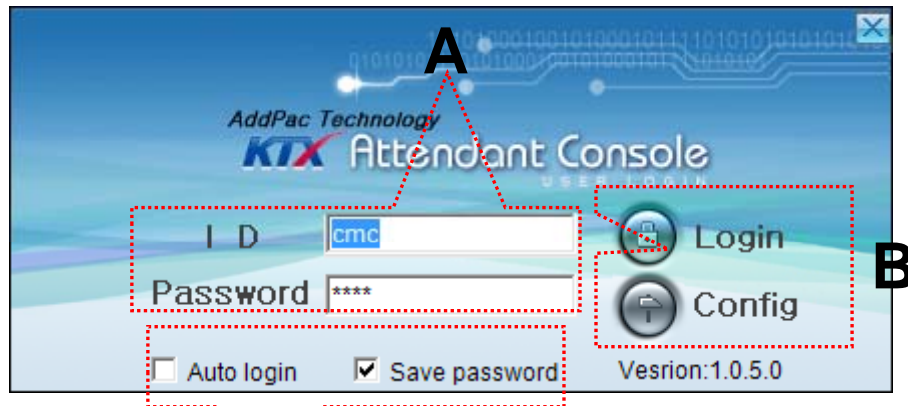 A
AddPac Technology
KTX Attendant Console
USER LOGIN
I D cmc
Login
B
Password ****
Config
Auto login Save password
Vesrion:1.0.5.0